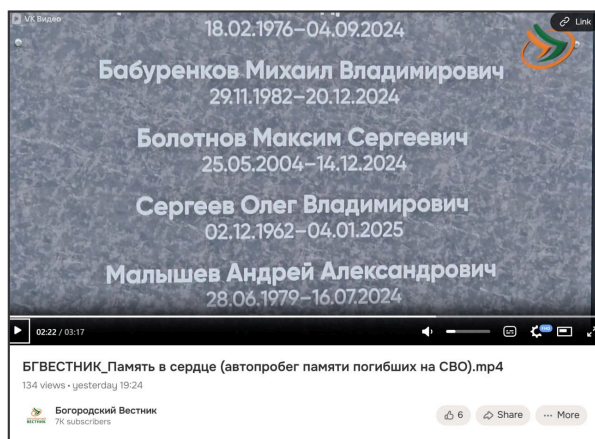 VK Видео
Link
18.02.1976–04.09.2024
Бабуренков Михаил Владимирович
29.11.1982–20.12.2024
Болотнов Максим Сергеевич
25.05.2004–14.12.2024
Сергеев Олег Владимирович
02.12.1962–04.01.2025
Малышев Андрей Александрович
28.06.1979–16.07.2024
02:22 / 03:17
БГВЕСТНИК_Память в сердце (автопробег памяти погибших на СВО).mp4
134 views • yesterday 19:24
Богородский Вестник
7K subscribers
6
Share
More